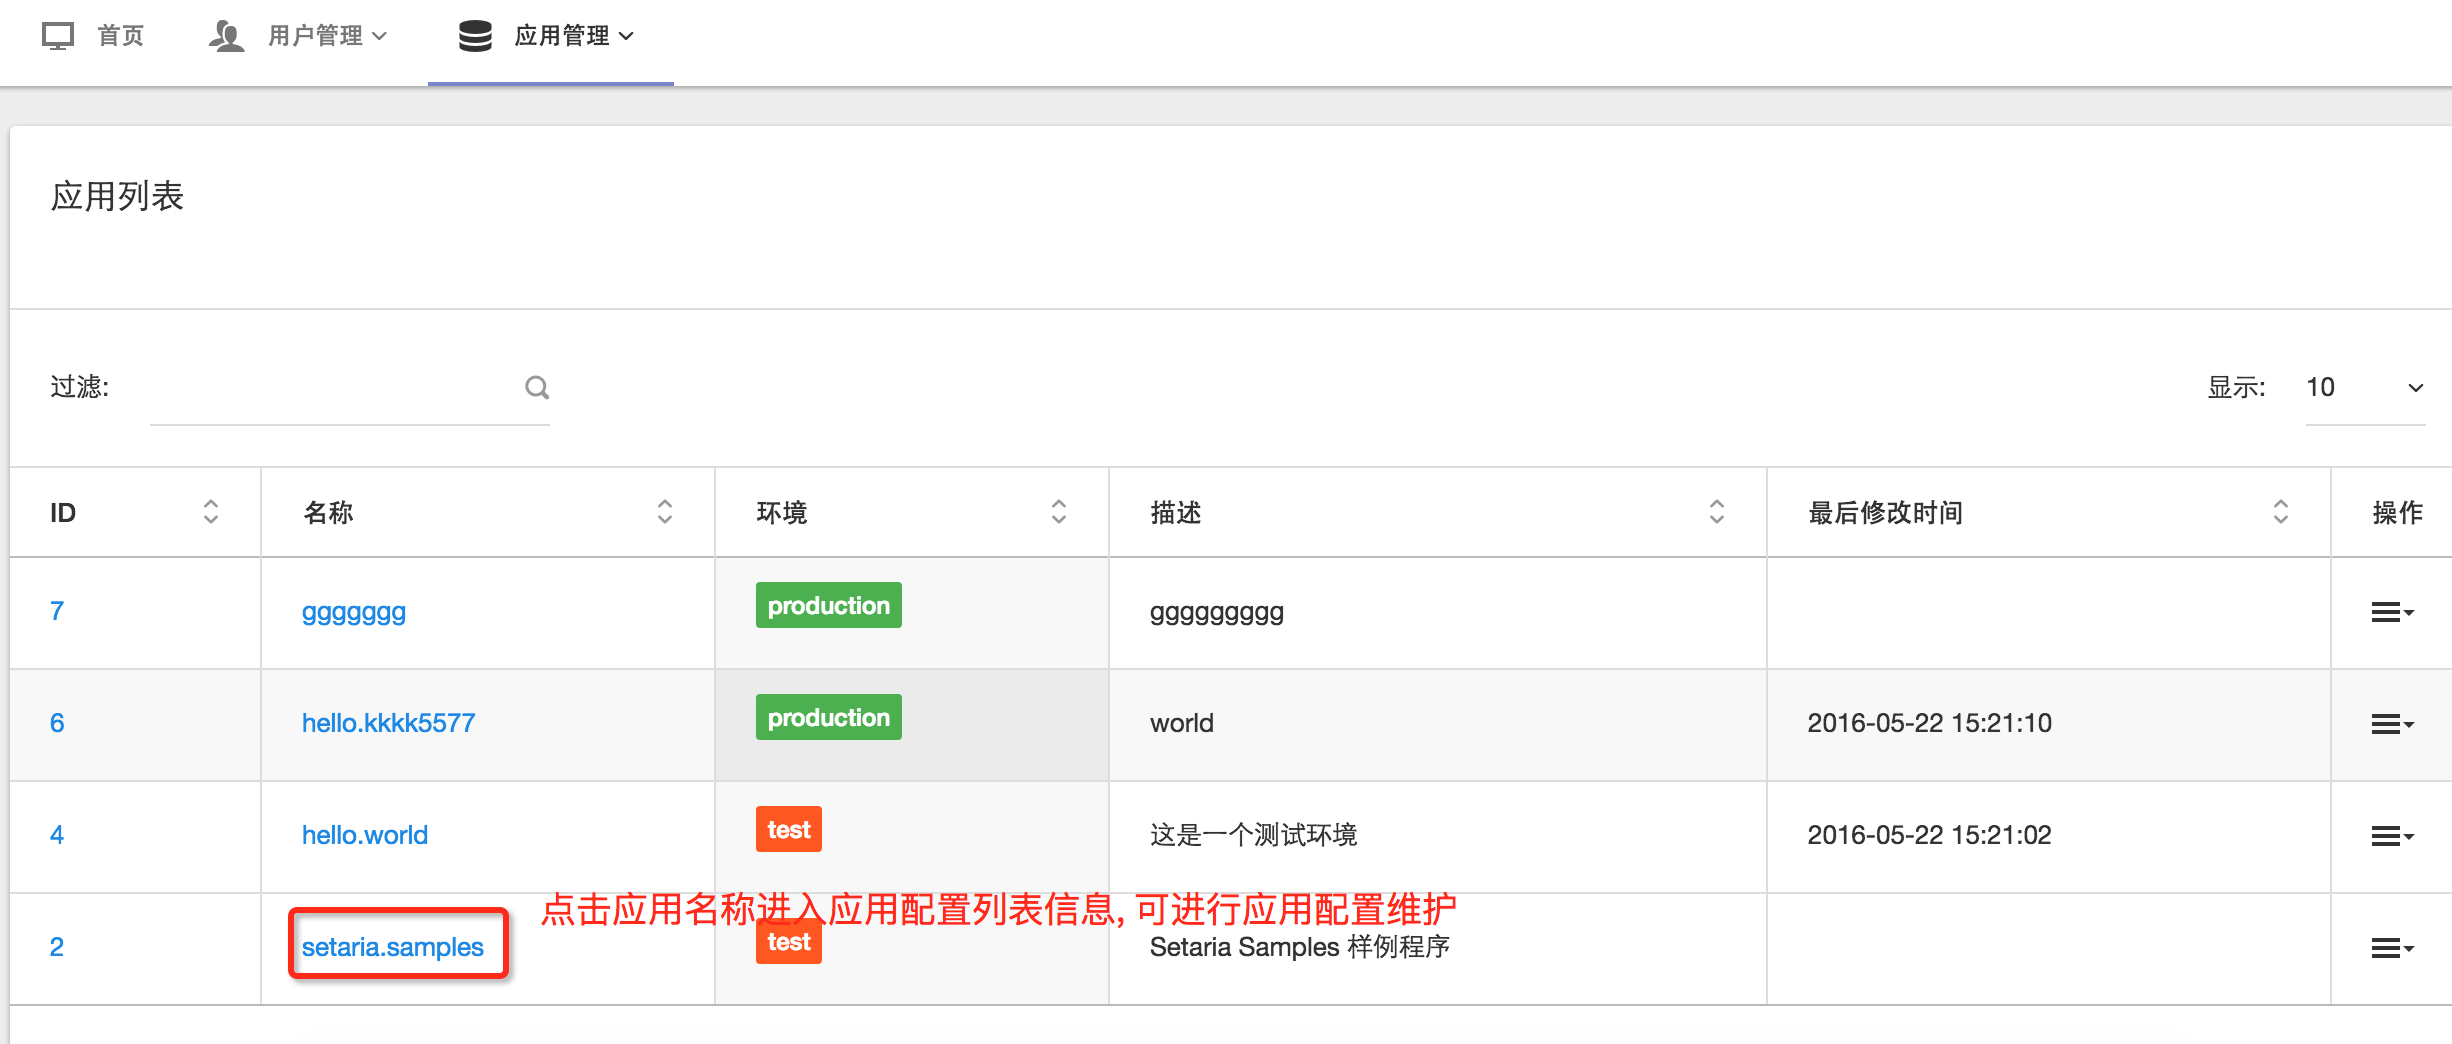 首页 用户管理 应用管理
应用列表
过滤: 显示: 10
ID 名称 环境 描述 最后修改时间 操作
7 ggggggg production ggggggggg
6 hello.kkkk5577 production world 2016-05-22 15:21:10
4 hello.world test 这是一个测试环境 2016-05-22 15:21:02
点击应用名称进入应用配置列表信息, 可进行应用配置维护
2 setaria.samples test Setaria Samples 样例程序